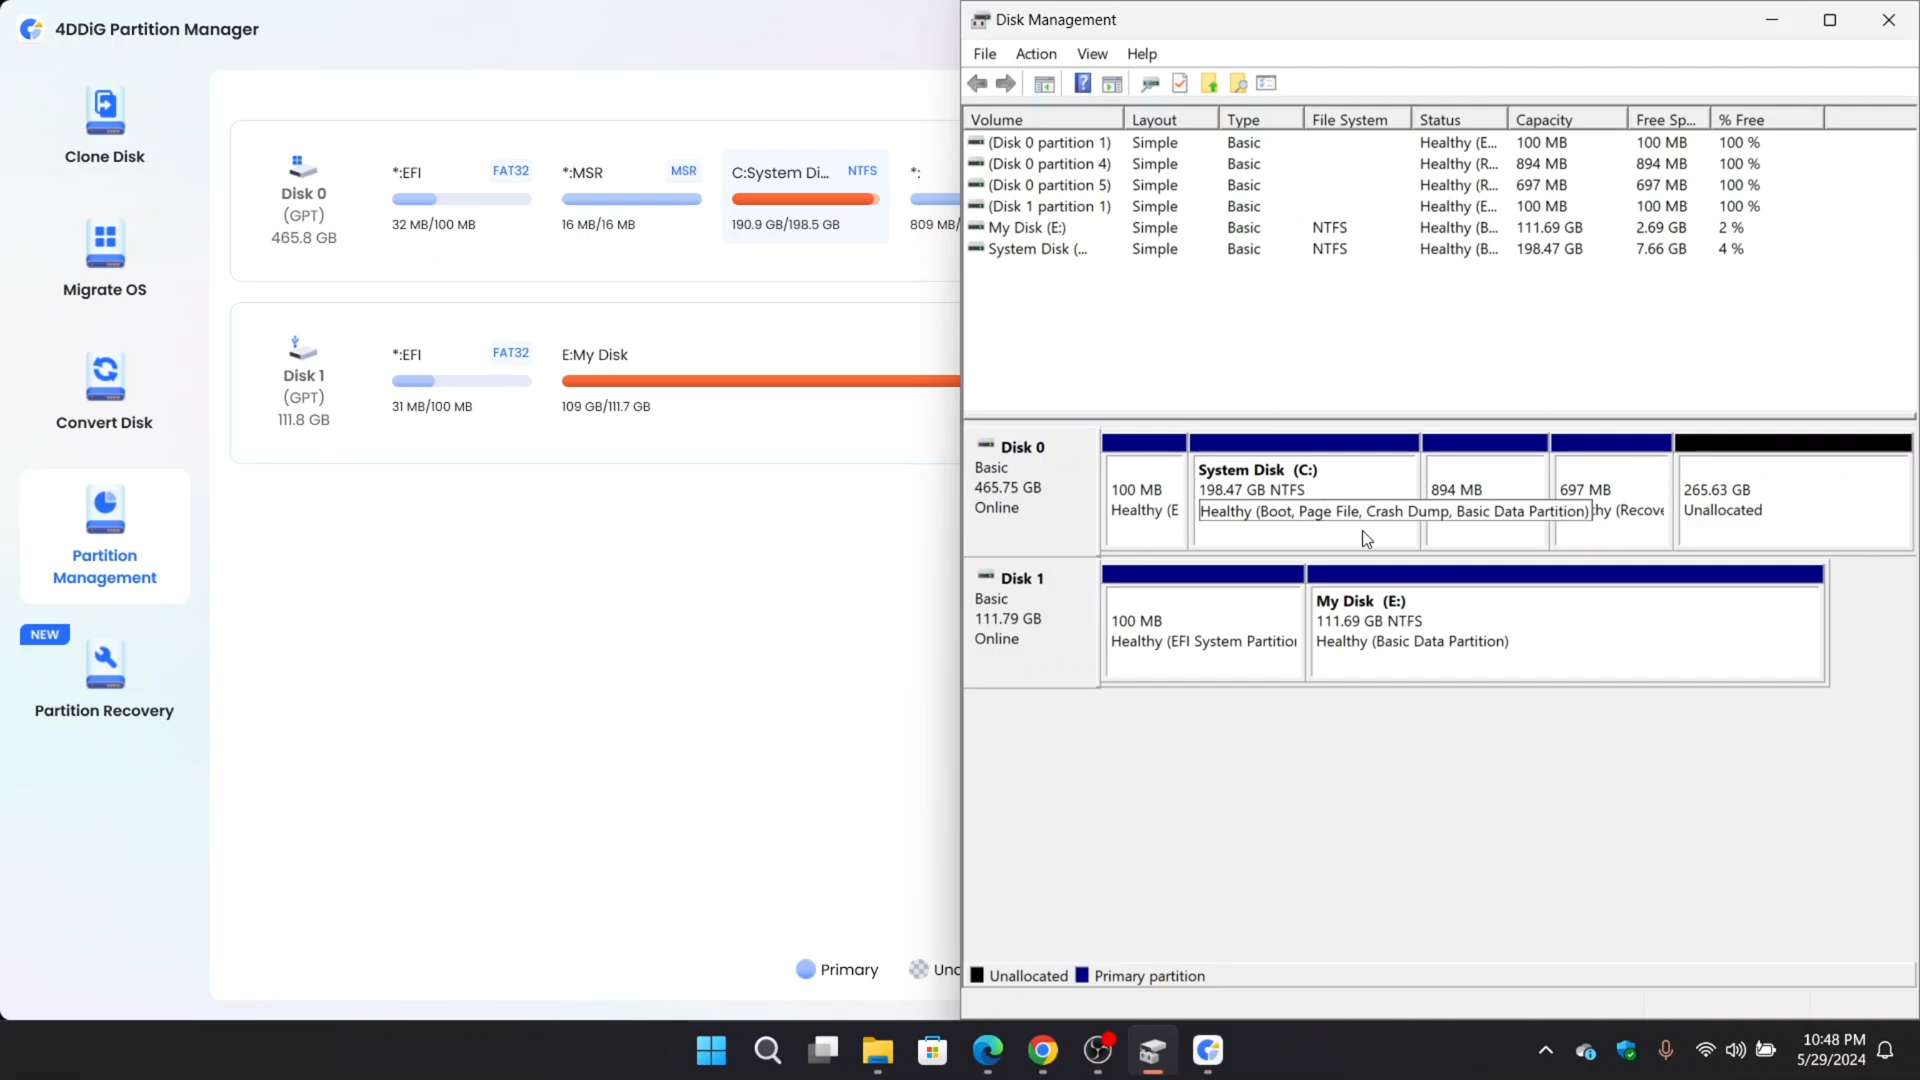 4DDiG Partition Manager
Clone Disk
Migrate OS
Convert Disk
Partition
Management
NEW
Partition Recovery
Disk 0
(GPT)
465.8 GB
*:EFI FAT32
32 MB/100 MB
*:MSR MSR
16 MB/16 MB
C:System Di... NTFS
190.9 GB/198.5 GB
*:
809 MB/
Disk 1
(GPT)
111.8 GB
*:EFI FAT32
31 MB/100 MB
E:My Disk
109 GB/111.7 GB
Primary
Unc
Disk Management
File Action View Help
Volume Layout Type File System Status Capacity Free Sp... % Free
(Disk 0 partition 1) Simple Basic Healthy (E... 100 MB 100 MB 100 %
(Disk 0 partition 4) Simple Basic Healthy (R... 894 MB 894 MB 100 %
(Disk 0 partition 5) Simple Basic Healthy (R... 697 MB 697 MB 100 %
(Disk 1 partition 1) Simple Basic Healthy (E... 100 MB 100 MB 100 %
My Disk (E:) Simple Basic NTFS Healthy (B... 111.69 GB 2.69 GB 2 %
System Disk (... Simple Basic NTFS Healthy (B... 198.47 GB 7.66 GB 4 %
Disk 0
Basic
465.75 GB
Online
100 MB
Healthy (E
System Disk (C:)
198.47 GB NTFS
Healthy (Boot, Page File, Crash Dump, Basic Data Partition)
894 MB
697 MB
hy (Recove
265.63 GB
Unallocated
Disk 1
Basic
111.79 GB
Online
100 MB
Healthy (EFI System Partitior
My Disk (E:)
111.69 GB NTFS
Healthy (Basic Data Partition)
Unallocated Primary partition
10:48 PM
5/29/2024